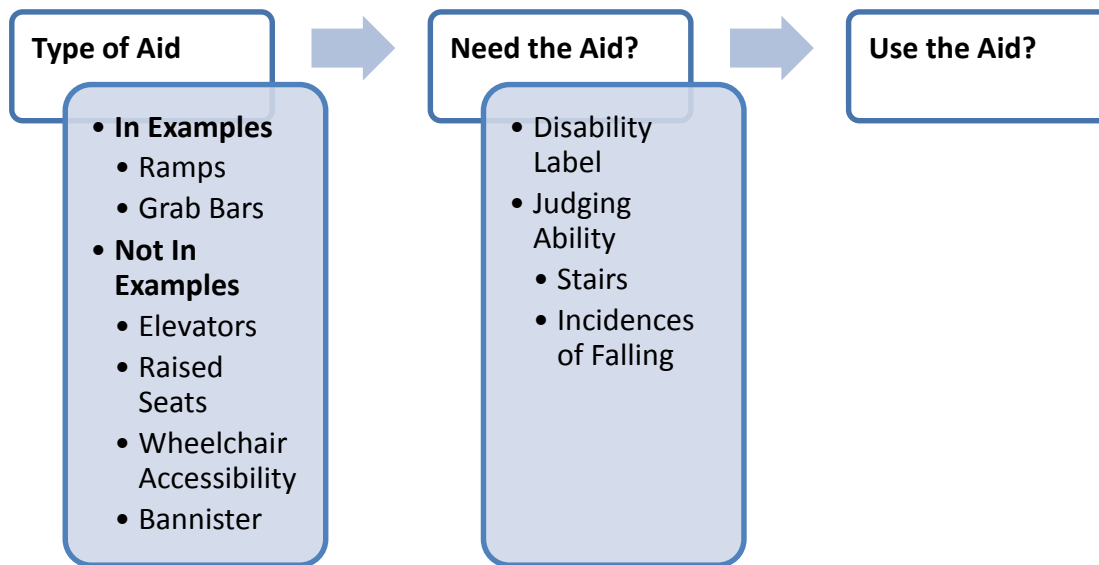 Type of Aid
• In Examples
• Ramps
• Grab Bars
• Not In
Examples
• Elevators
• Raised
Seats
• Wheelchair
Accessibility
• Bannister
Need the Aid?
• Disability
Label
• Judging
Ability
• Stairs
• Incidences
of Falling
Use the Aid?